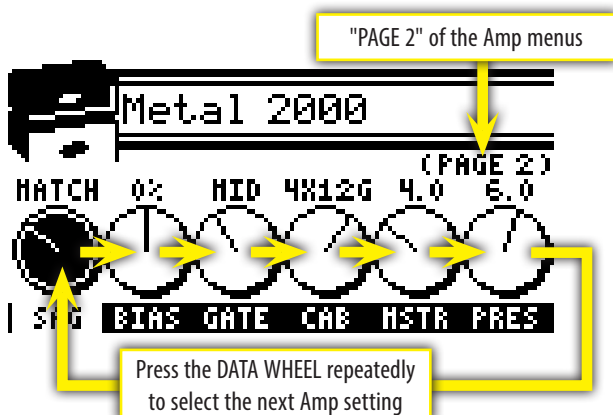 "PAGE 2" of the Amp menus
Metal 2000
(PAGE 2)
MATCH 0% MID 4X12G 4.0 6.0
SAG BIAS GATE CAB MSTR PRES
Press the DATA WHEEL repeatedly
to select the next Amp setting